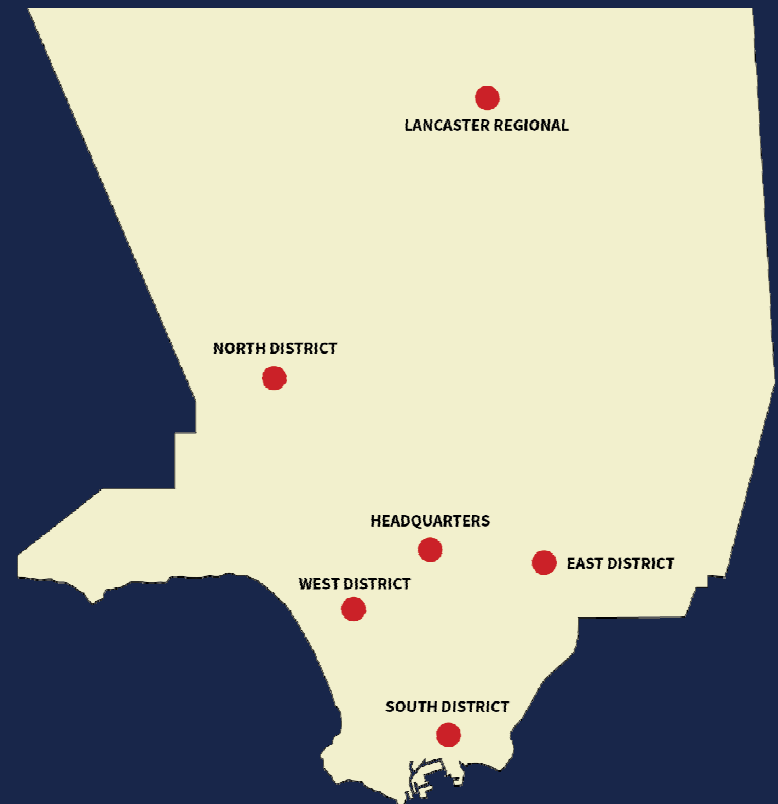 LANCASTER REGIONAL
NORTH DISTRICT
HEADQUARTERS
EAST DISTRICT
WEST DISTRICT
SOUTH DISTRICT